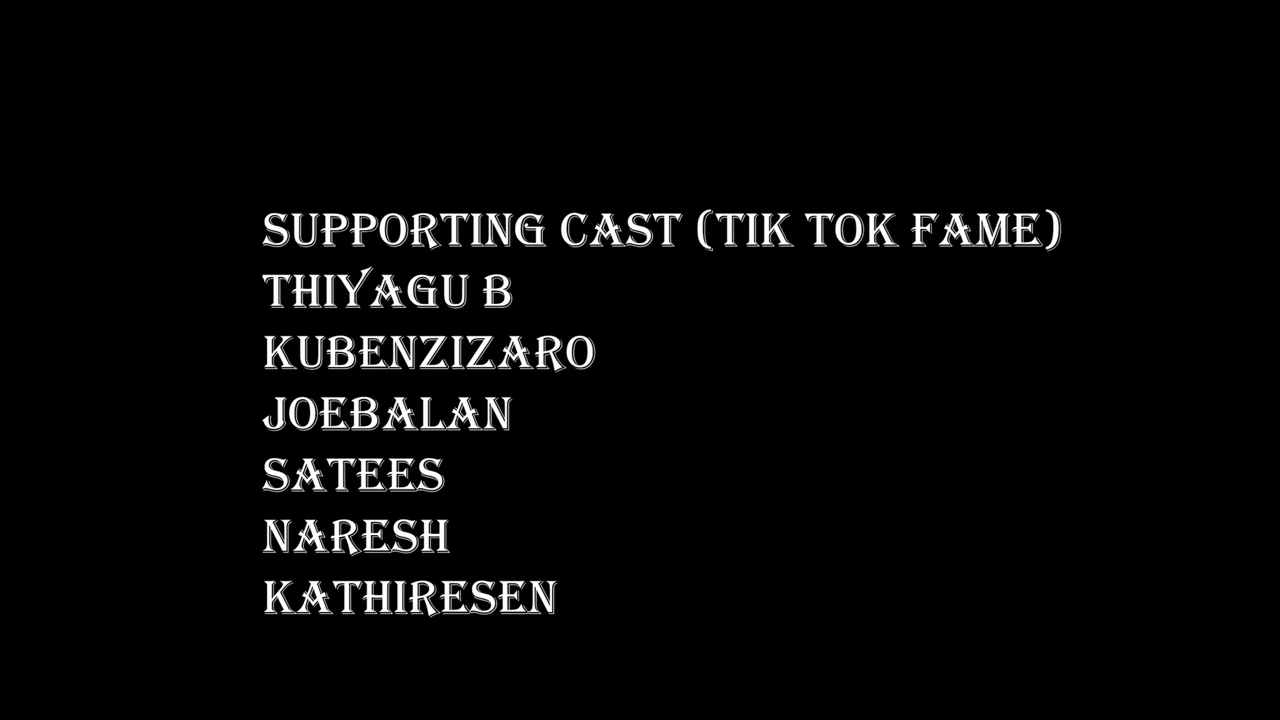 SUPPORTING CAST (TIK TOK FAME)
THIYAGU B
KUBENZIZARO
JOEBALAN
SATEES
NARESH
KATHIRESEN